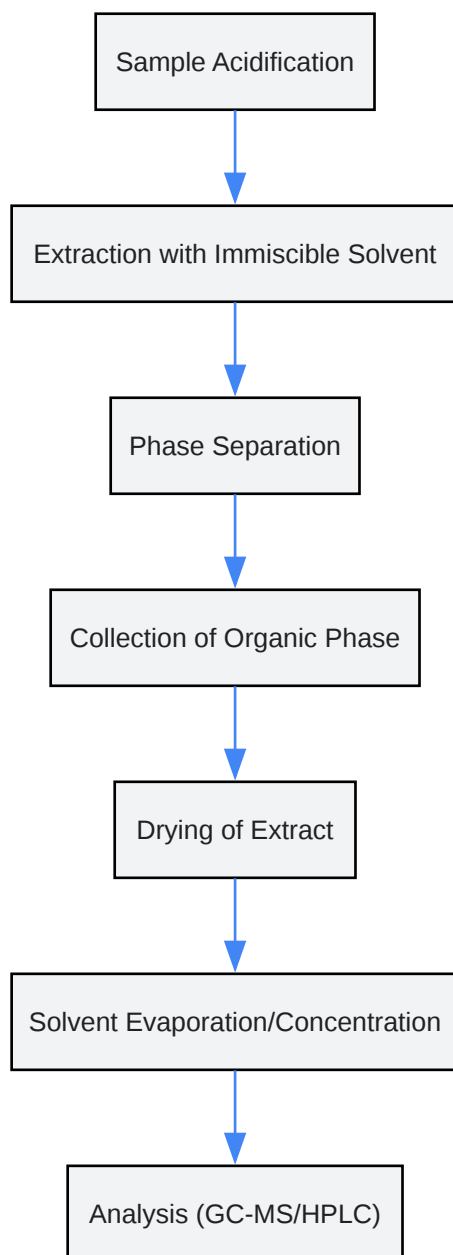 Sample Acidification
Extraction with Immiscible Solvent
Phase Separation
Collection of Organic Phase
Drying of Extract
Solvent Evaporation/Concentration
Analysis (GC-MS/HPLC)